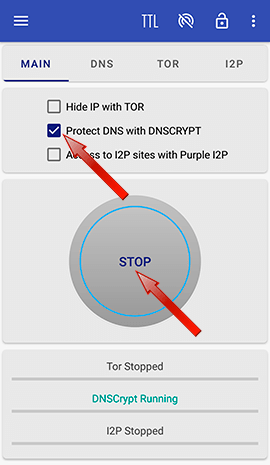 TTL
MAIN DNS TOR I2P
Hide IP with TOR
Protect DNS with DNSCRYPT
Access to I2P sites with Purple I2P
STOP
Tor Stopped
DNSCrypt Running
I2P Stopped